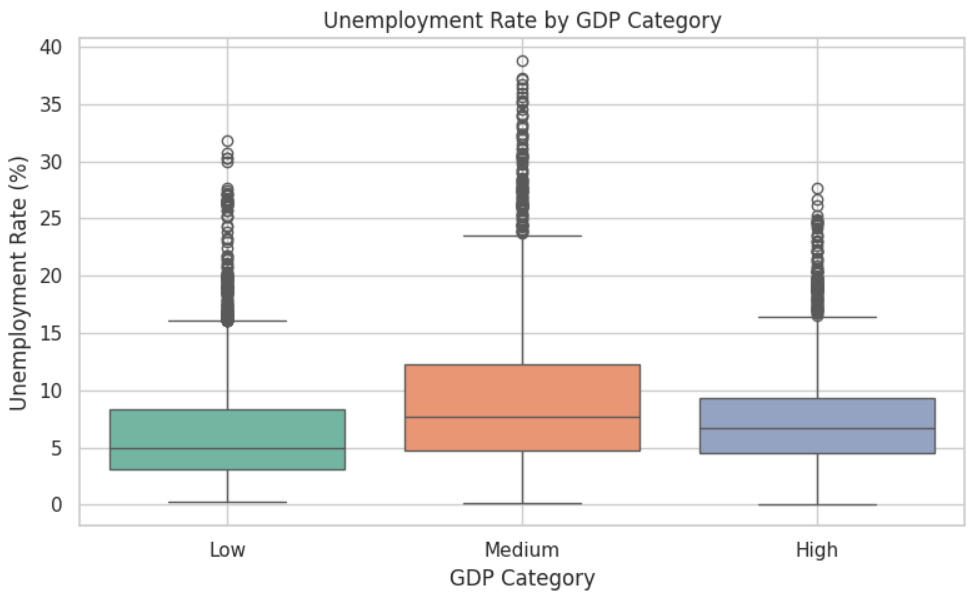 Unemployment Rate by GDP Category
Unemployment Rate (%)
40
35
30
25
20
15
10
5
0
Low
Medium
High
GDP Category